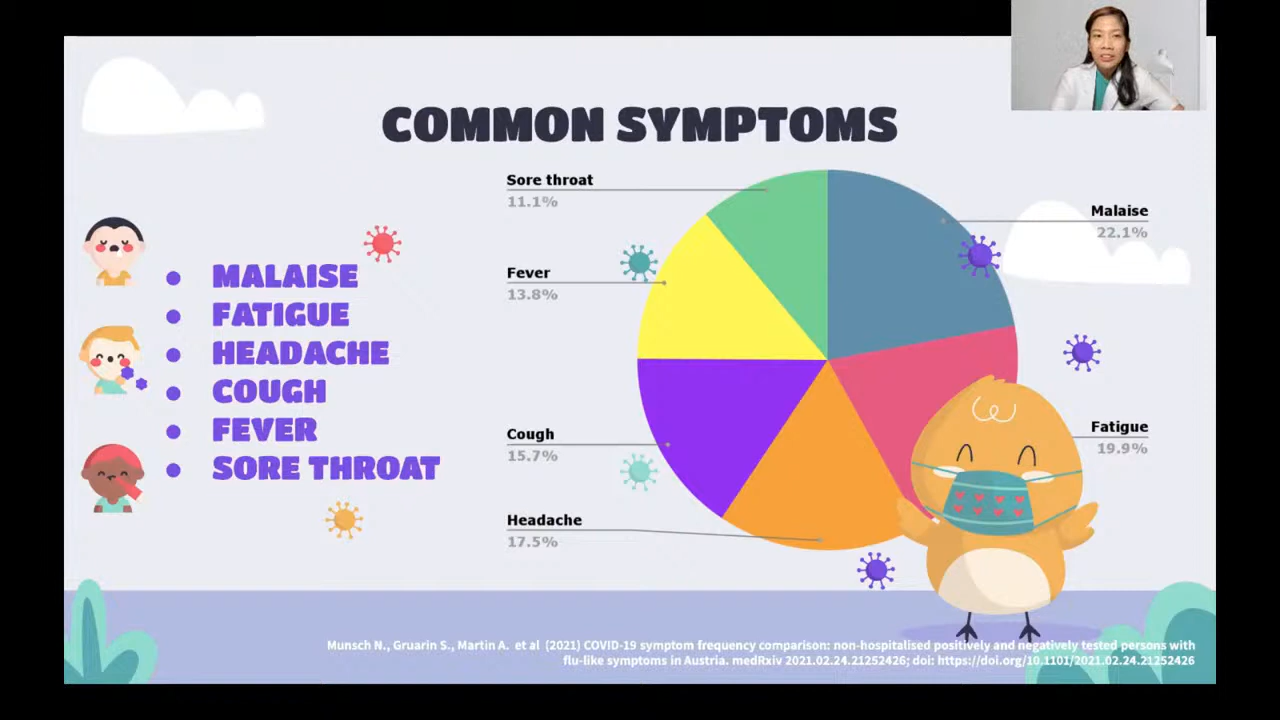 COMMON SYMPTOMS
MALAISE
FATIGUE
HEADACHE
COUGH
FEVER
SORE THROAT
Sore throat
11.1%
Fever
13.8%
Cough
15.7%
Headache
17.5%
Malaise
22.1%
Fatigue
19.9%
Munsch N., Gruarin S., Martin A. et al (2021) COVID-19 symptom frequency comparison: non-hospitalised positively and negatively tested persons with
flu-like symptoms in Austria. medRxiv 2021.02.24.21252426; doi: https://doi.org/10.1101/2021.02.24.21252426